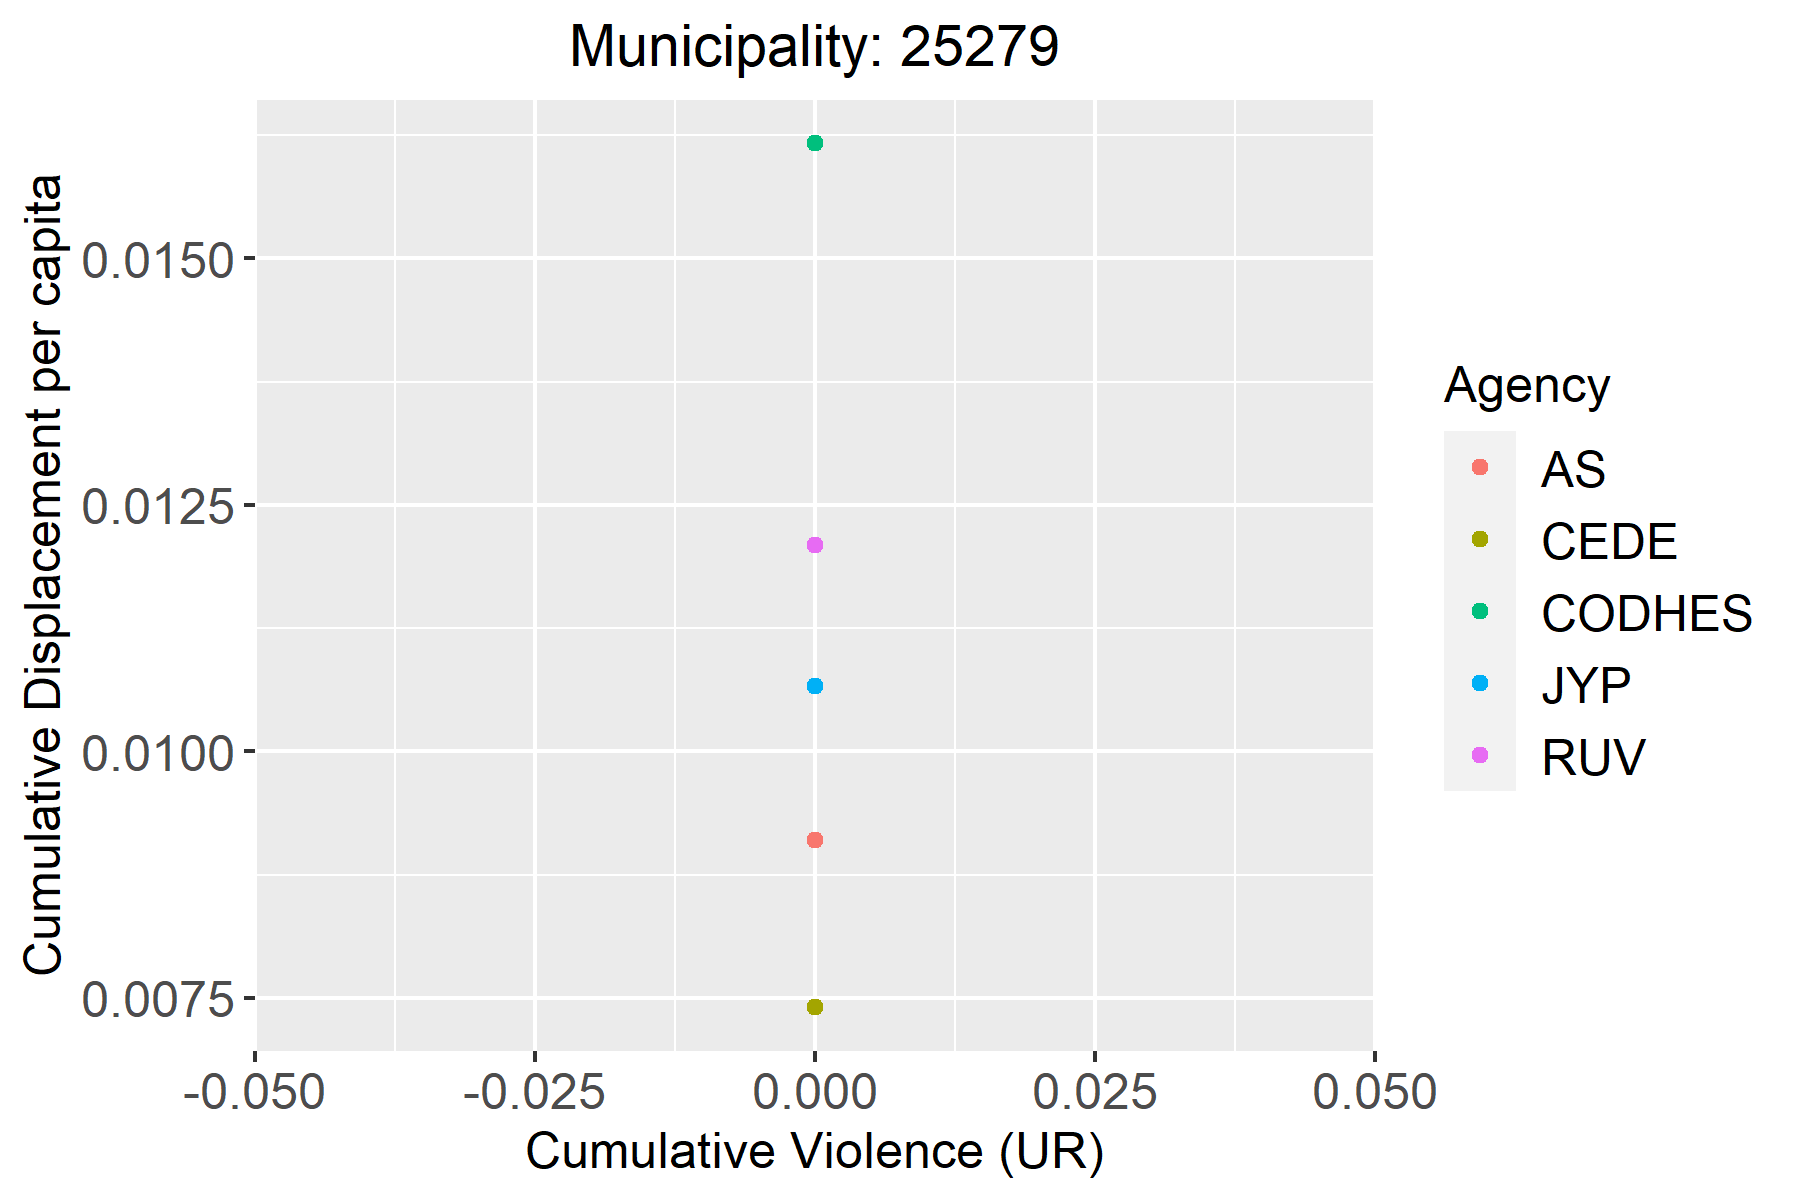 Municipality: 25279
Cumulative Displacement per capita
0.0150
0.0125
0.0100
0.0075
-0.050
-0.025
0.000
0.025
0.050
Cumulative Violence (UR)
Agency
AS
CEDE
CODHES
JYP
RUV